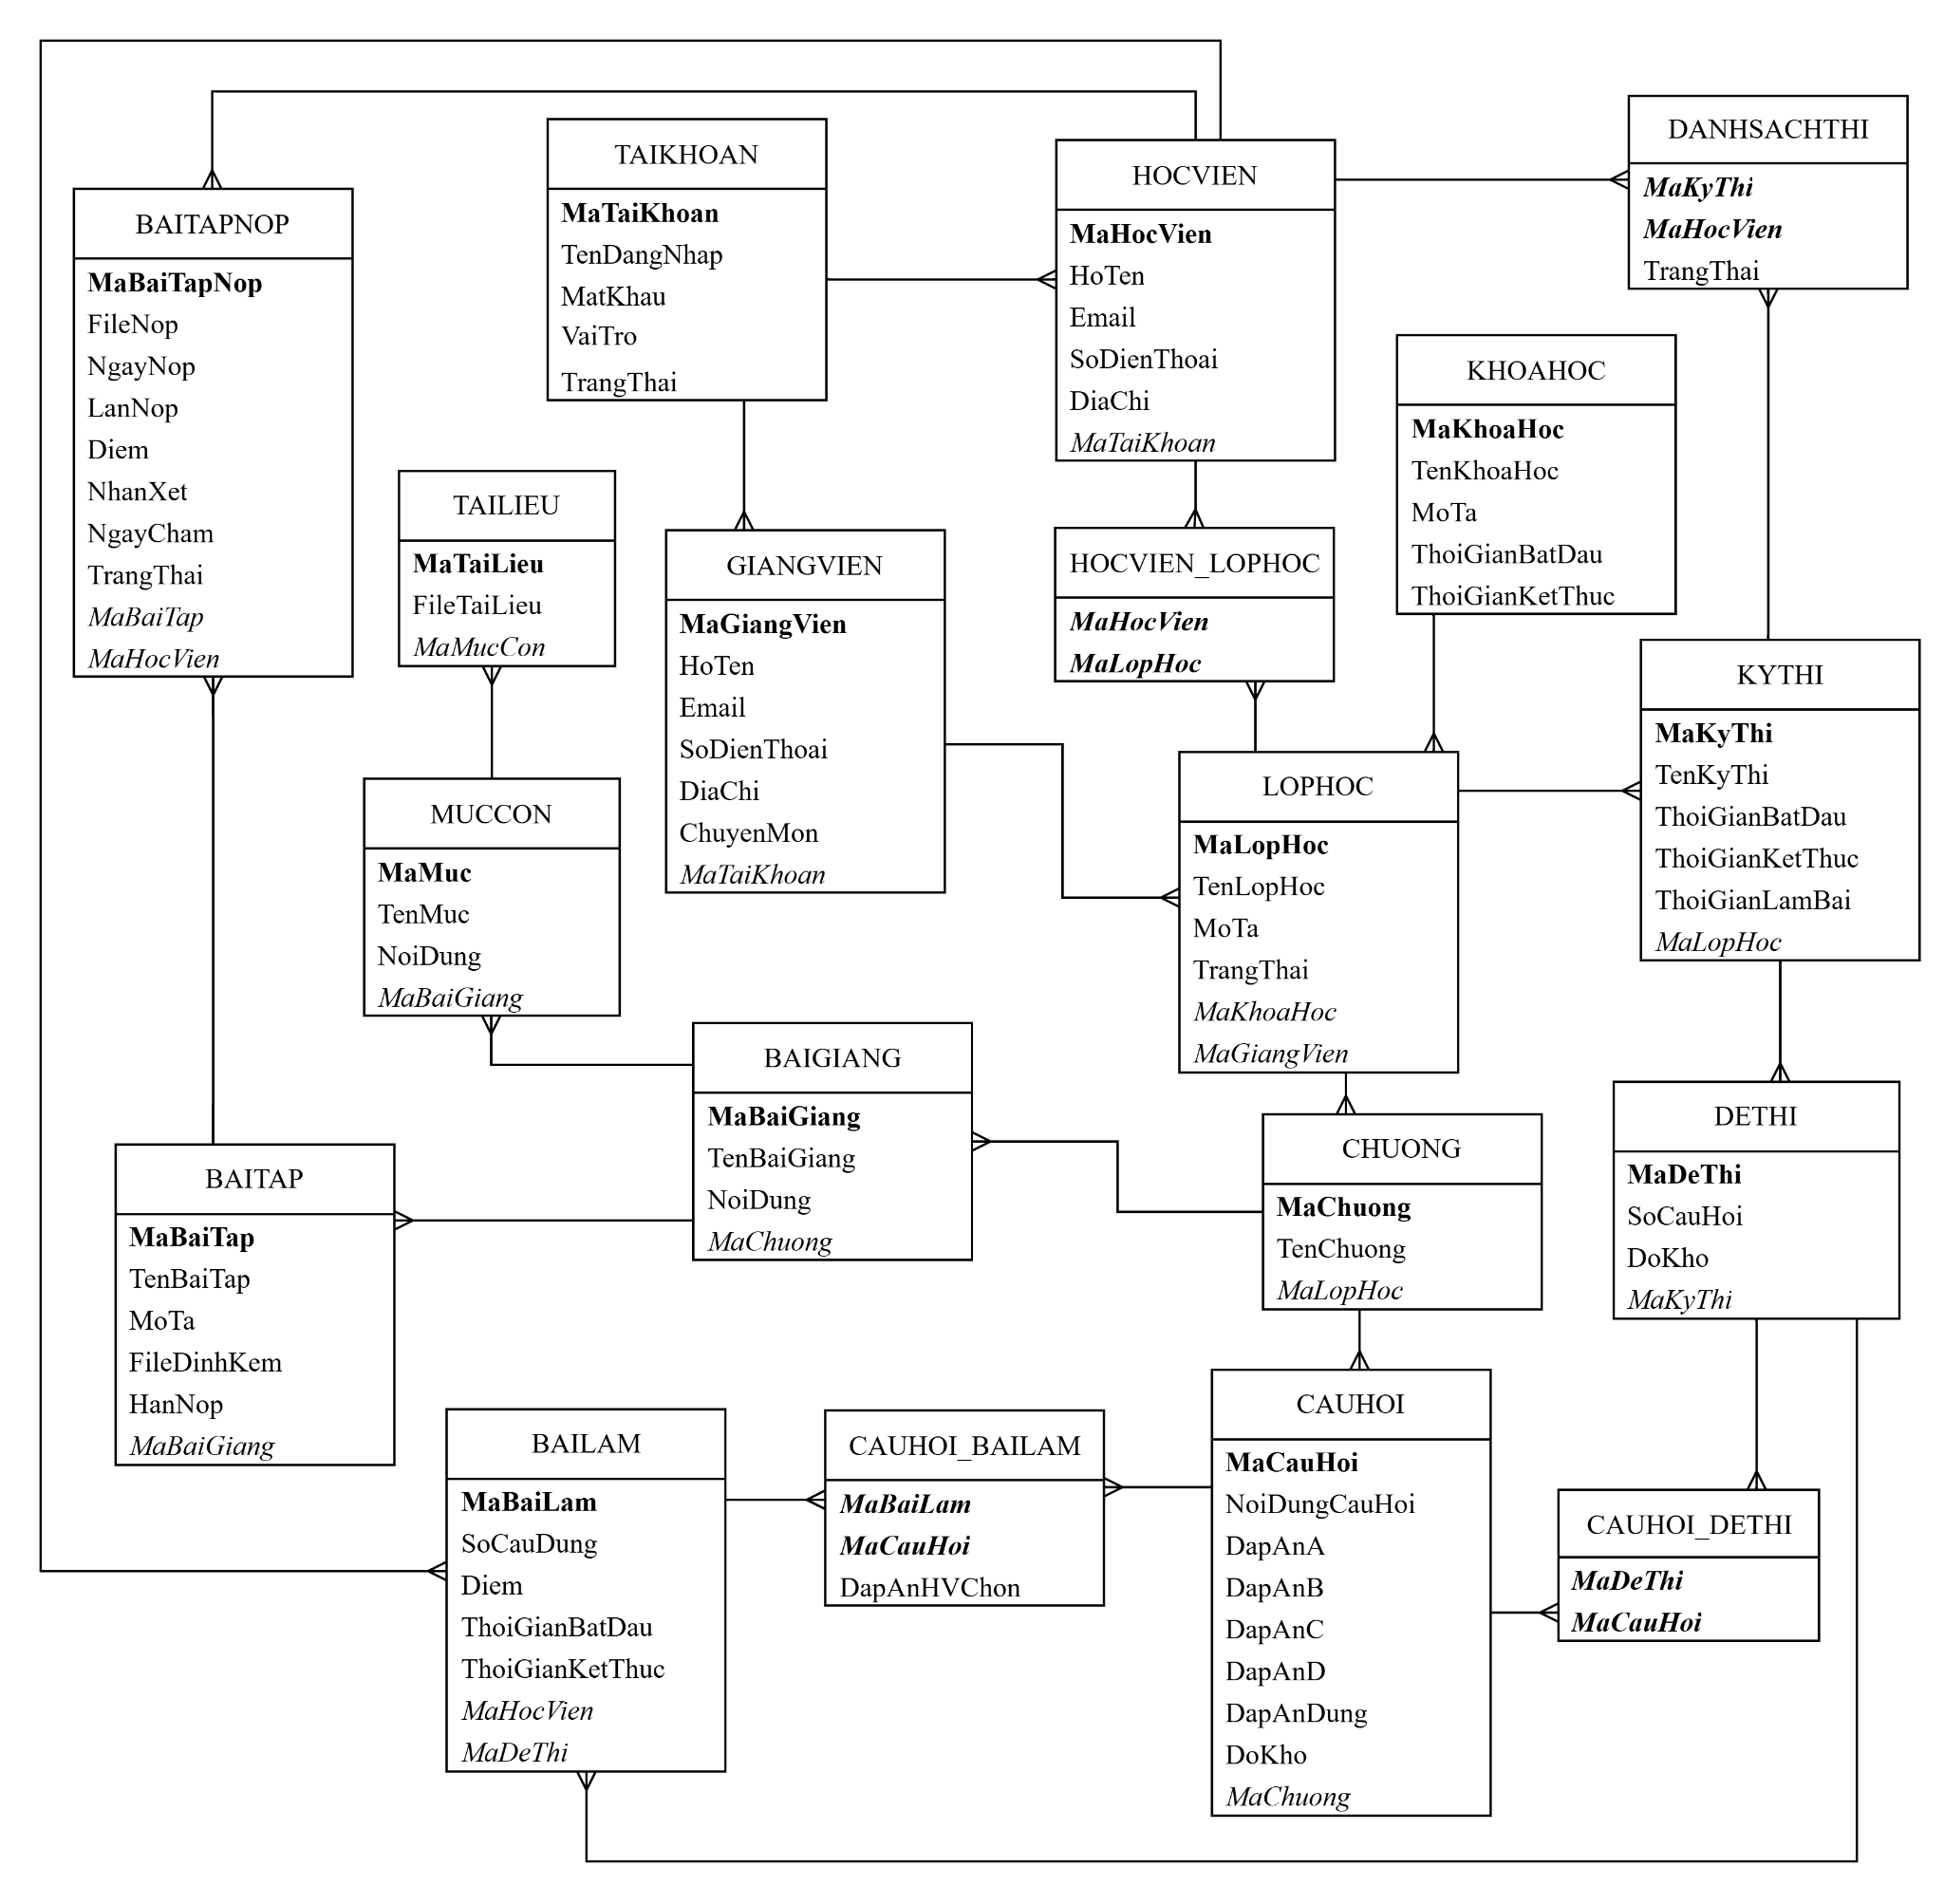 TAIKHOAN
MaTaiKhoan
TenDangNhap
MatKhau
VaiTro
TrangThai
HOCVIEN
MaHocVien
HoTen
Email
SoDienThoai
DiaChi
MaTaiKhoan
DANHSACHTHI
MaKyThi
MaHocVien
TrangThai
BAITAPNOP
MaBaiTapNop
FileNop
NgayNop
LanNop
Diem
NhanXet
NgayCham
TrangThai
MaBaiTap
MaHocVien
KHOAHOC
MaKhoaHoc
TenKhoaHoc
MoTa
ThoiGianBatDau
ThoiGianKetThuc
TAILIEU
MaTaiLieu
FileTaiLieu
MaMucCon
GIANGVIEN
MaGiangVien
HoTen
Email
SoDienThoai
DiaChi
ChuyenMon
MaTaiKhoan
HOCVIEN_LOPHOC
MaHocVien
MaLopHoc
KYTHI
MaKyThi
TenKyThi
ThoiGianBatDau
ThoiGianKetThuc
ThoiGianLamBai
MaLopHoc
MUCCON
MaMuc
TenMuc
NoiDung
MaBaiGiang
LOPHOC
MaLopHoc
TenLopHoc
MoTa
TrangThai
MaKhoaHoc
MaGiangVien
BAIGIANG
MaBaiGiang
TenBaiGiang
NoiDung
MaChuong
CHUONG
MaChuong
TenChuong
MaLopHoc
DETHI
MaDeThi
SoCauHoi
DoKho
MaKyThi
BAITAP
MaBaiTap
TenBaiTap
MoTa
FileDinhKem
HanNop
MaBaiGiang
BAILAM
MaBaiLam
SoCauDung
Diem
ThoiGianBatDau
ThoiGianKetThuc
MaHocVien
MaDeThi
CAUHOI_BAILAM
MaBaiLam
MaCauHoi
DapAnHVChon
CAUHOI
MaCauHoi
NoiDungCauHoi
DapAnA
DapAnB
DapAnC
DapAnD
DapAnDung
DoKho
MaChuong
CAUHOI_DETHI
MaDeThi
MaCauHoi